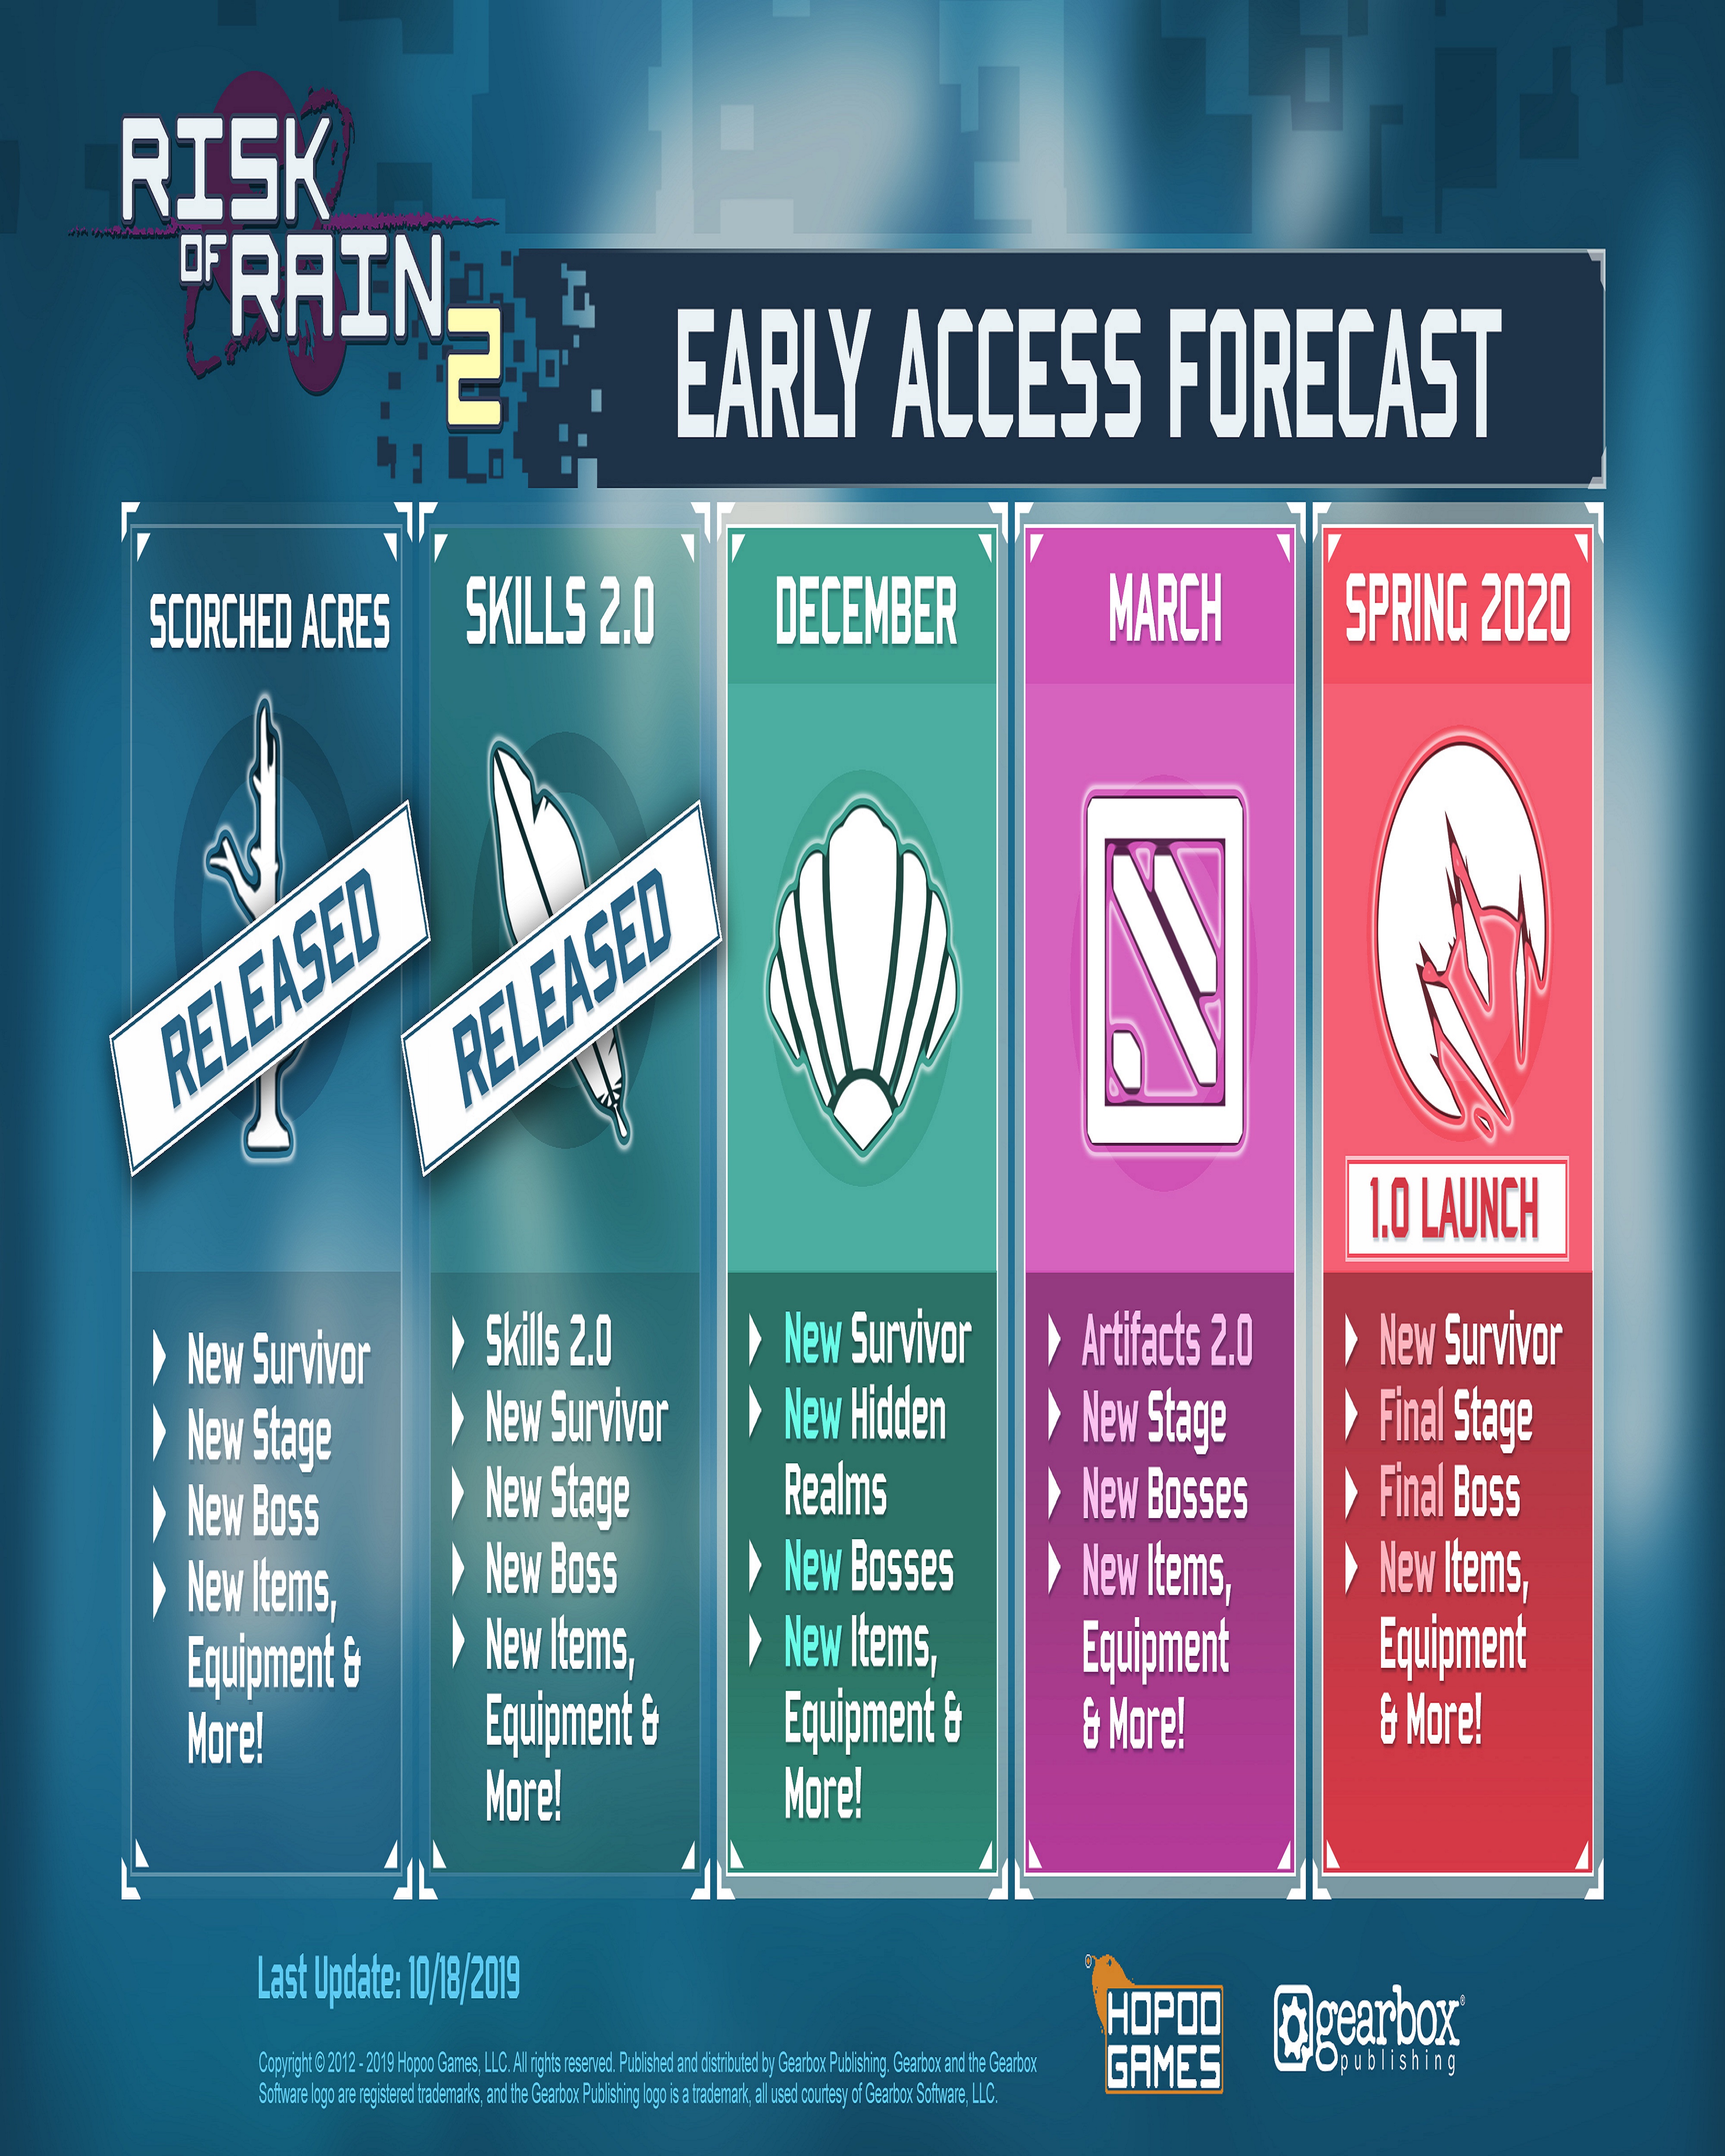 RISK
OF RAIN
2
EARLY ACCESS FORECAST
SCORCHED ACRES
RELEASED
New Survivor
New Stage
New Boss
New Items,
Equipment &
More!
SKILLS 2.0
RELEASED
Skills 2.0
New Survivor
New Stage
New Boss
New Items,
Equipment &
More!
DECEMBER
New Survivor
New Hidden
Realms
New Bosses
New Items,
Equipment &
More!
MARCH
Artifacts 2.0
New Stage
New Bosses
New Items,
Equipment
& More!
SPRING 2020
1.0 LAUNCH
New Survivor
Final Stage
Final Boss
New Items,
Equipment
& More!
Last Update: 10/18/2019
Copyright © 2012 - 2019 Hopoo Games, LLC. All rights reserved. Published and distributed by Gearbox Publishing. Gearbox and the Gearbox
Software logo are registered trademarks, and the Gearbox Publishing logo is a trademark, all used courtesy of Gearbox Software, LLC.
HOPOO
GAMES
gearbox®
publishing